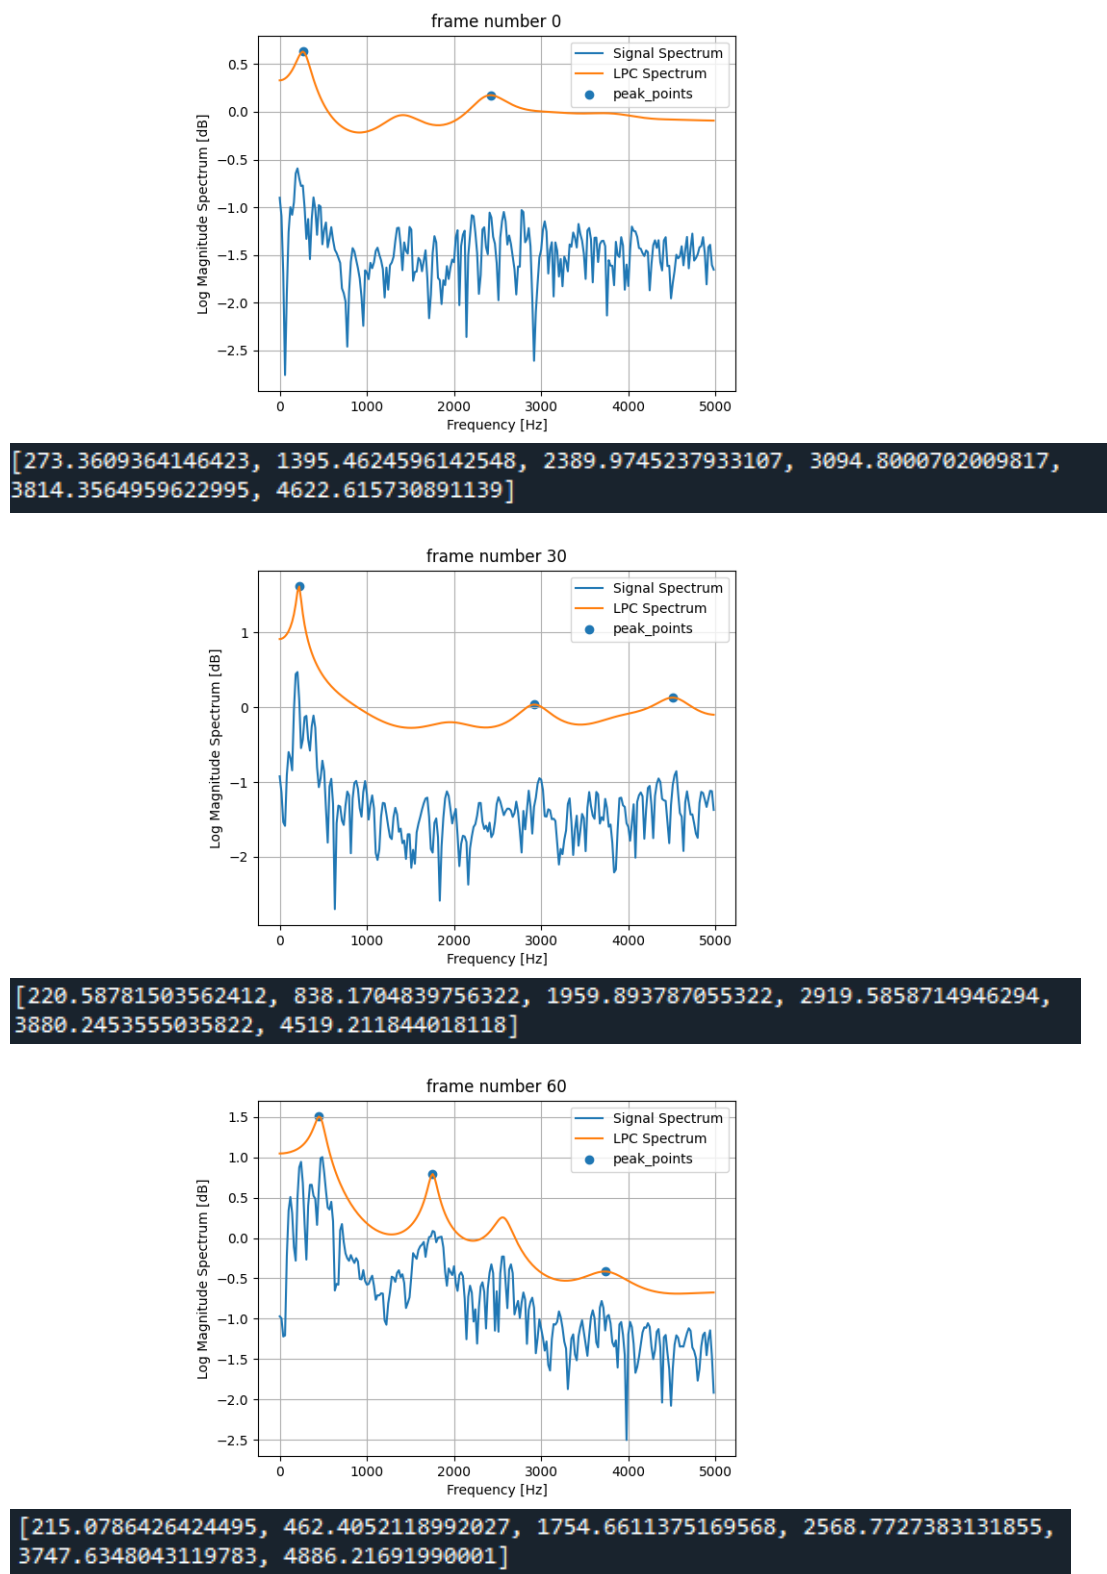 frame number 0
Signal Spectrum
LPC Spectrum
peak_points
0.5
0.0
−0.5
−1.0
−1.5
−2.0
−2.5
Log Magnitude Spectrum [dB]
0 1000 2000 3000 4000 5000
Frequency [Hz]
[273.3609364146423, 1395.4624596142548, 2389.9745237933107, 3094.8000702009817,
3814.3564959622995, 4622.615730891139]
frame number 30
Signal Spectrum
LPC Spectrum
peak_points
1
0
−1
−2
Log Magnitude Spectrum [dB]
0 1000 2000 3000 4000 5000
Frequency [Hz]
[220.58781503562412, 838.1704839756322, 1959.893787055322, 2919.5858714946294,
3880.2453555035822, 4519.211844018118]
frame number 60
Signal Spectrum
LPC Spectrum
peak_points
1.5
1.0
0.5
0.0
−0.5
−1.0
−1.5
−2.0
−2.5
Log Magnitude Spectrum [dB]
0 1000 2000 3000 4000 5000
Frequency [Hz]
[215.0786426424495, 462.4052118992027, 1754.6611375169568, 2568.7727383131855,
3747.6348043119783, 4886.21691990001]